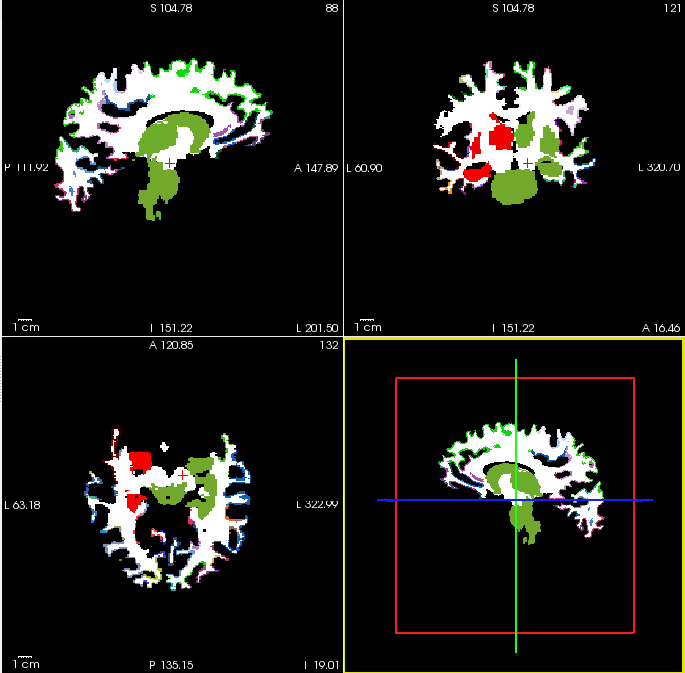 S 104.78
88
P 111.92
A 147.89
1 cm
I 151.22
L 201.50
S 104.78
121
L 60.90
L 320.70
1 cm
I 151.22
A 16.46
A 120.85
132
L 63.18
L 322.99
1 cm
P 135.15
I 19.01